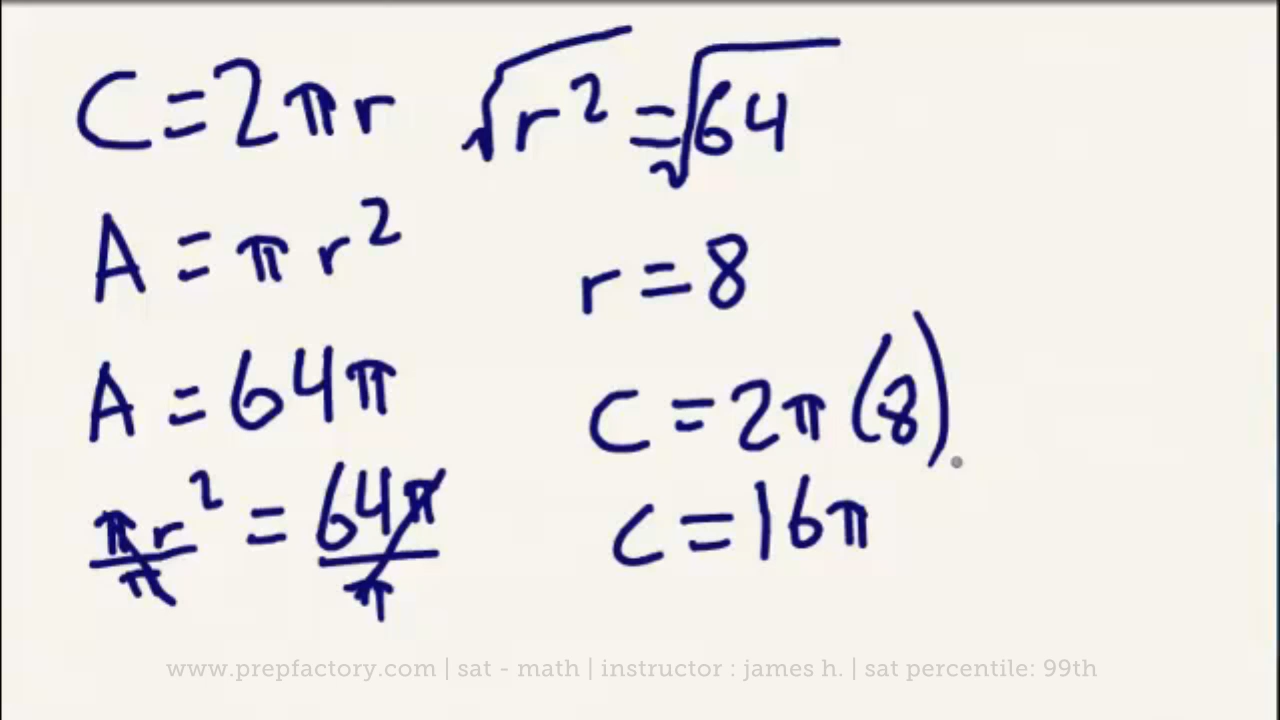 C = 2πr
A = πr²
A = 64π
πr²/π = 64π/π
√r² = √64
r = 8
C = 2π(8)
C = 16π
www.prepfactory.com | sat - math | instructor : james h. | sat percentile: 99th